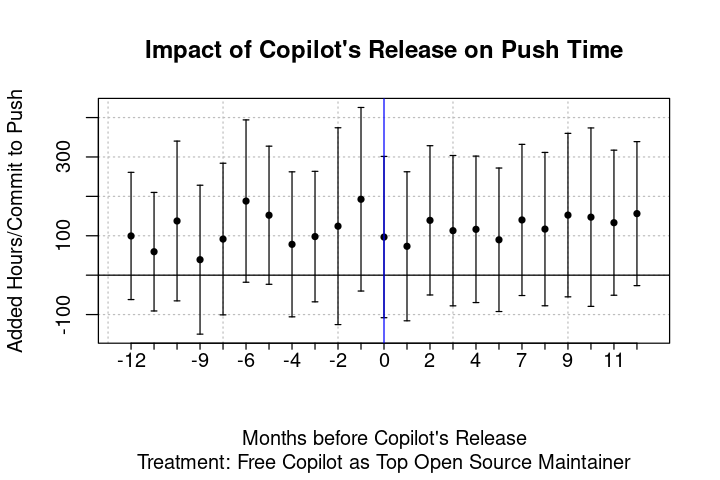 Impact of Copilot's Release on Push Time
Added Hours/Commit to Push
300
100
-100
-12 -9 -6 -4 -2 0 2 4 7 9 11
Months before Copilot's Release
Treatment: Free Copilot as Top Open Source Maintainer